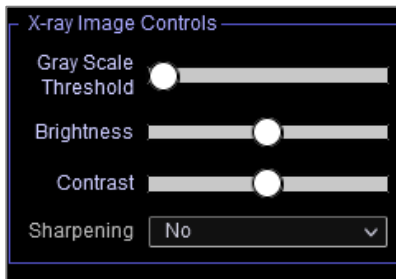 X-ray Image Controls
Gray Scale
Threshold
Brightness
Contrast
Sharpening No